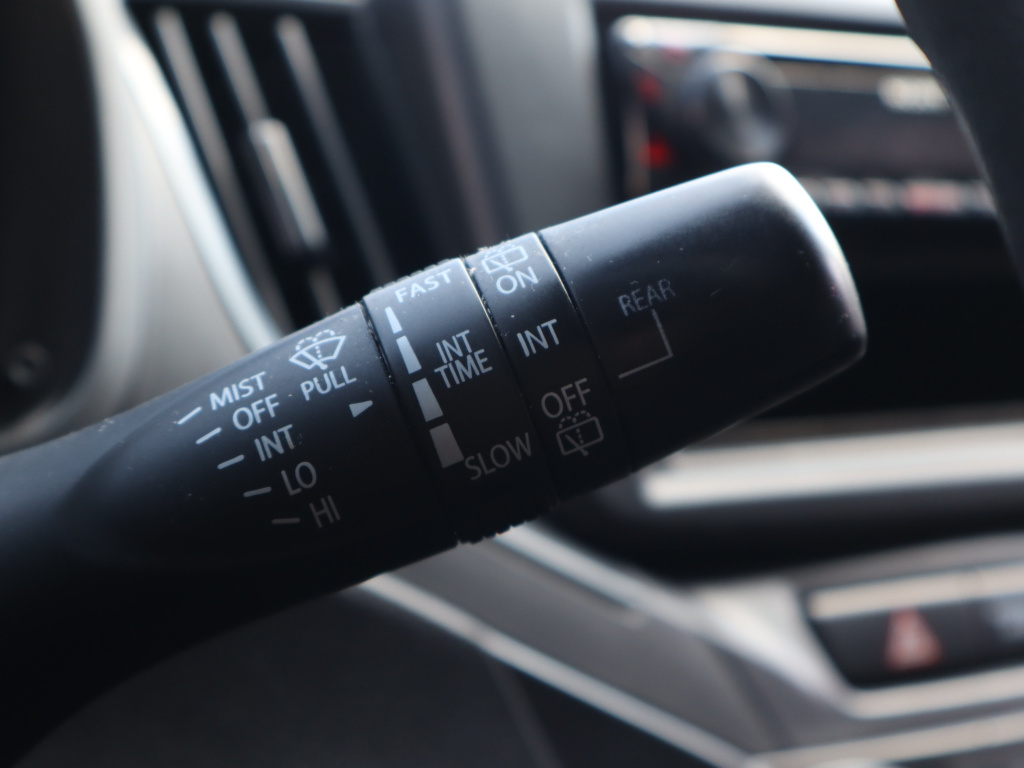 MIST
OFF
INT
LO
HI
PULL
FAST
INT
TIME
SLOW
ON
INT
OFF
REAR